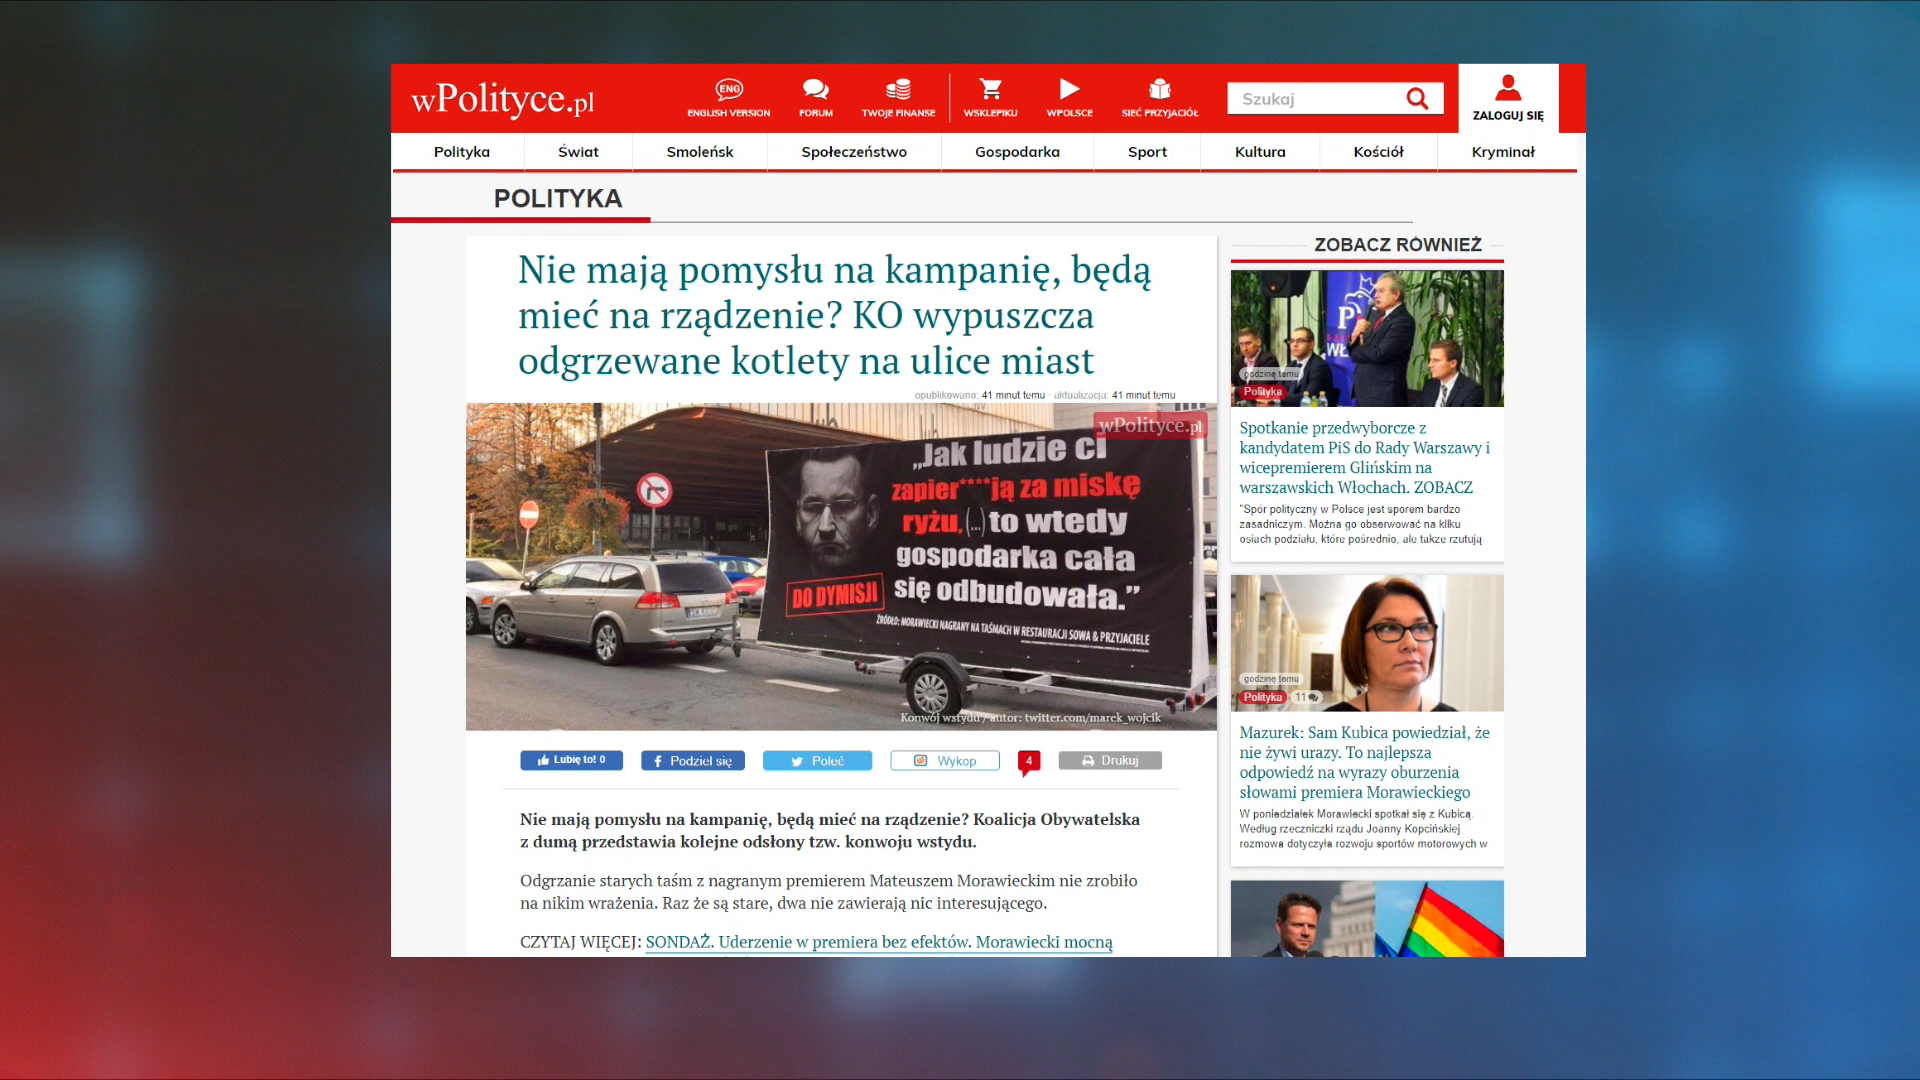 wPolityce.pl
ENG
ENGLISH VERSION
FORUM
TWOJE FINANSE
WSKLEPIKU
WPOLSCE
SIEĆ PRZYJACIÓŁ
Szukaj
ZALOGUJ SIĘ
Polityka
Świat
Smoleńsk
Społeczeństwo
Gospodarka
Sport
Kultura
Kościół
Kryminał
POLITYKA
Nie mają pomysłu na kampanię, będą
mieć na rządzenie? KO wypuszcza
odgrzewane kotlety na ulice miast
opublikowano: 41 minut temu · aktualizacja: 41 minut temu
wPolityce.pl
„Jak ludzie ci
zapier****ją za miskę
ryżu, (...) to wtedy
gospodarka cała
się odbudowała.”
DO DYMISJI
ŹRÓDŁO: MORAWIECKI NAGRANY NA TAŚMACH W RESTAURACJI SOWA & PRZYJACIELE
Konwój wstydu / autor: twitter.com/marek_wojcik
Lubię to! 0
Podziel się
Poleć
Wykop
4
Drukuj
Nie mają pomysłu na kampanię, będą mieć na rządzenie? Koalicja Obywatelska
z dumą przedstawia kolejne odsłony tzw. konwoju wstydu.
Odgrzanie starych taśm z nagranym premierem Mateuszem Morawieckim nie zrobiło
na nikim wrażenia. Raz że są stare, dwa nie zawierają nic interesującego.
CZYTAJ WIĘCEJ: SONDAŻ. Uderzenie w premiera bez efektów. Morawiecki mocną
ZOBACZ RÓWNIEŻ
godzinę temu
Polityka
Spotkanie przedwyborcze z
kandydatem PiS do Rady Warszawy i
wicepremierem Glińskim na
warszawskich Włochach. ZOBACZ
"Spór polityczny w Polsce jest sporem bardzo
zasadniczym. Można go obserwować na kilku
osiach podziału, które pośrednio, ale także rzutują
godzinę temu
Polityka
11
Mazurek: Sam Kubica powiedział, że
nie żywi urazy. To najlepsza
odpowiedź na wyrazy oburzenia
słowami premiera Morawieckiego
W poniedziałek Morawiecki spotkał się z Kubicą.
Według rzeczniczki rządu Joanny Kopcińskiej
rozmowa dotyczyła rozwoju sportów motorowych w